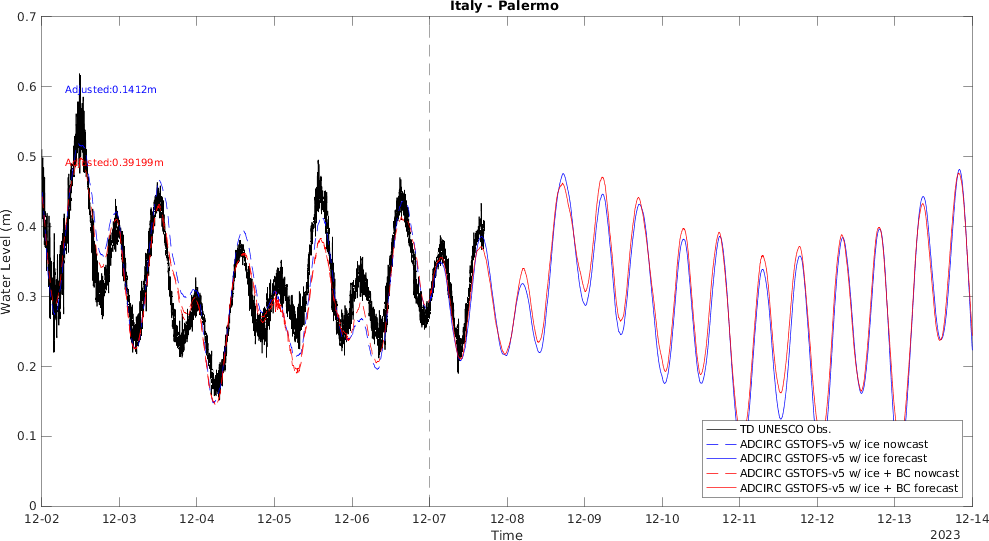 Italy - Palermo
Water Level (m)
0.7
0.6
0.5
0.4
0.3
0.2
0.1
0
Adjusted:0.1412m
Adjusted:0.39199m
TD UNESCO Obs.
ADCIRC GSTOFS-v5 w/ ice nowcast
ADCIRC GSTOFS-v5 w/ ice forecast
ADCIRC GSTOFS-v5 w/ ice + BC nowcast
ADCIRC GSTOFS-v5 w/ ice + BC forecast
12-02 12-03 12-04 12-05 12-06 12-07 12-08 12-09 12-10 12-11 12-12 12-13 12-14
Time
2023